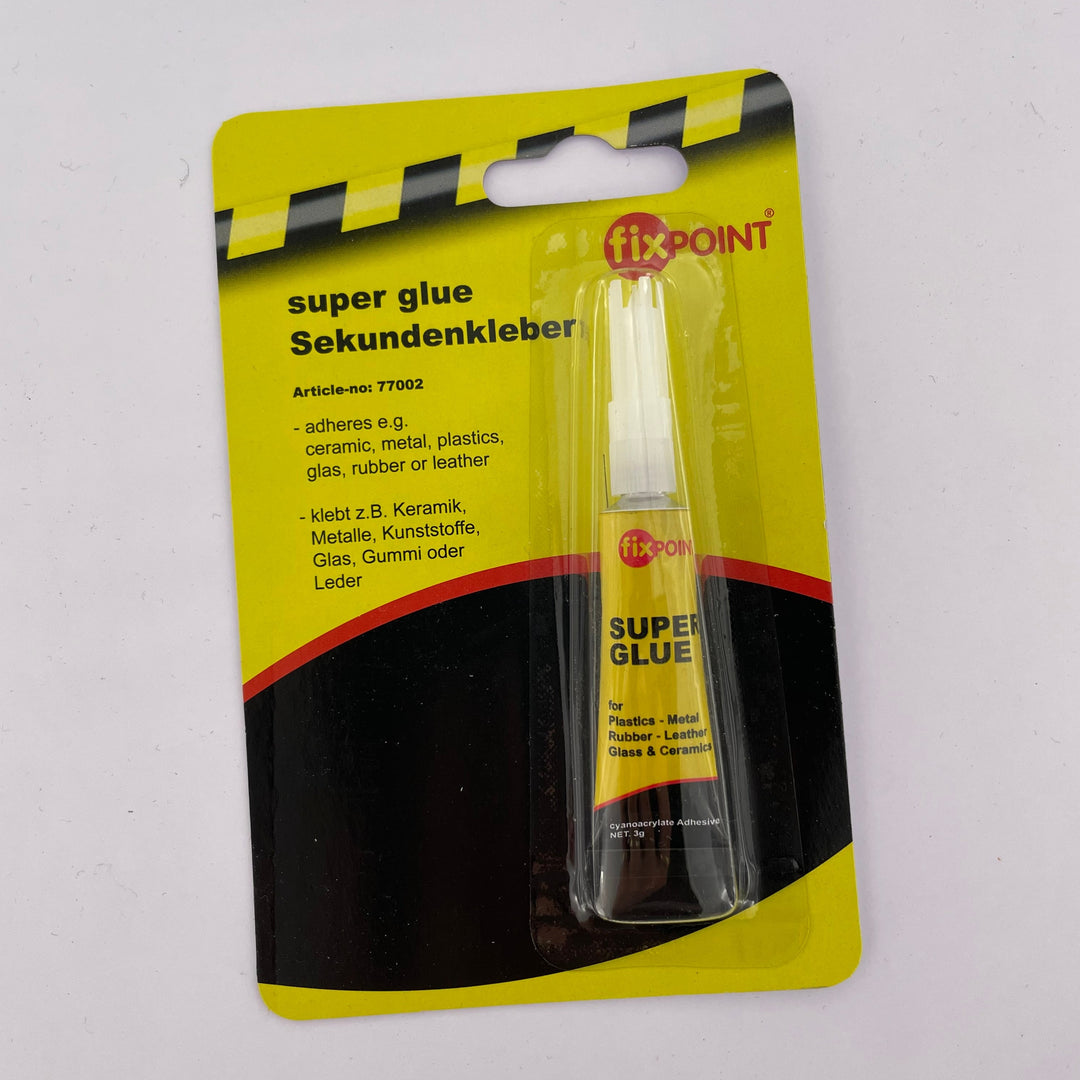 fixPOINT®
super glue
Sekundenkleber
Article-no: 77002
- adheres e.g.
ceramic, metal, plastics,
glas, rubber or leather
- klebt z.B. Keramik,
Metalle, Kunststoffe,
Glas, Gummi oder
Leder
fixPOIN
SUPER
GLUE
for
Plastics - Metal
Rubber - Leather
Glass & Ceramics
cyanoacrylate Adhesive
NET. 3g